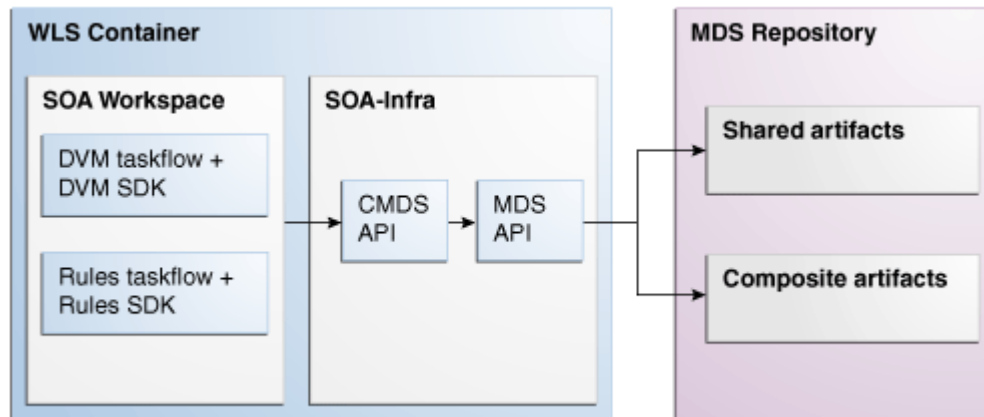 WLS Container
SOA Workspace
DVM taskflow +
DVM SDK
Rules taskflow +
Rules SDK
SOA-Infra
CMDS
API
MDS
API
MDS Repository
Shared artifacts
Composite artifacts